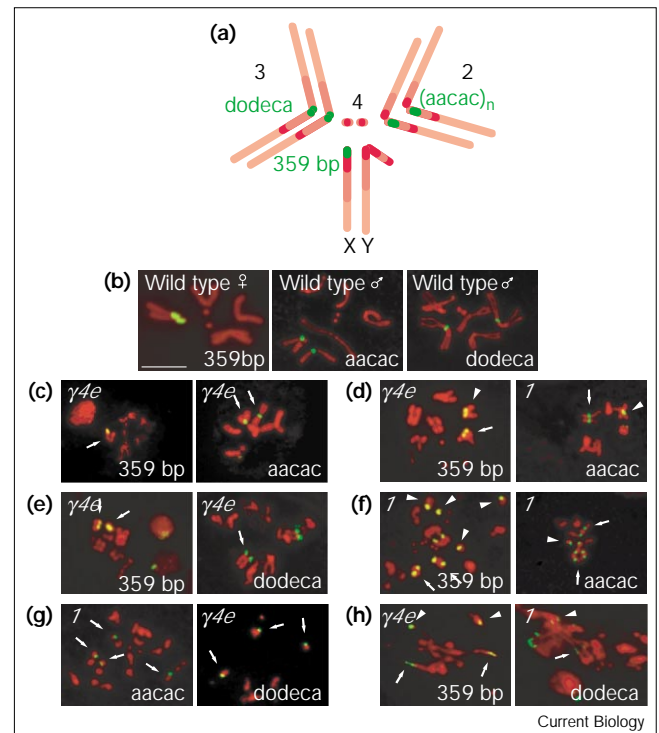 (a)
3
2
4
dodeca
(aacac)n
359 bp
X Y
(b)
Wild type ♀
359bp
Wild type ♂
aacac
Wild type ♂
dodeca
(c)
γ4e
359 bp
γ4e
aacac
(d)
γ4e
359 bp
1
aacac
(e)
γ4e
359 bp
γ4e
dodeca
(f)
1
359 bp
1
aacac
(g)
1
aacac
γ4e
dodeca
(h)
γ4e
359 bp
1
dodeca
Current Biology